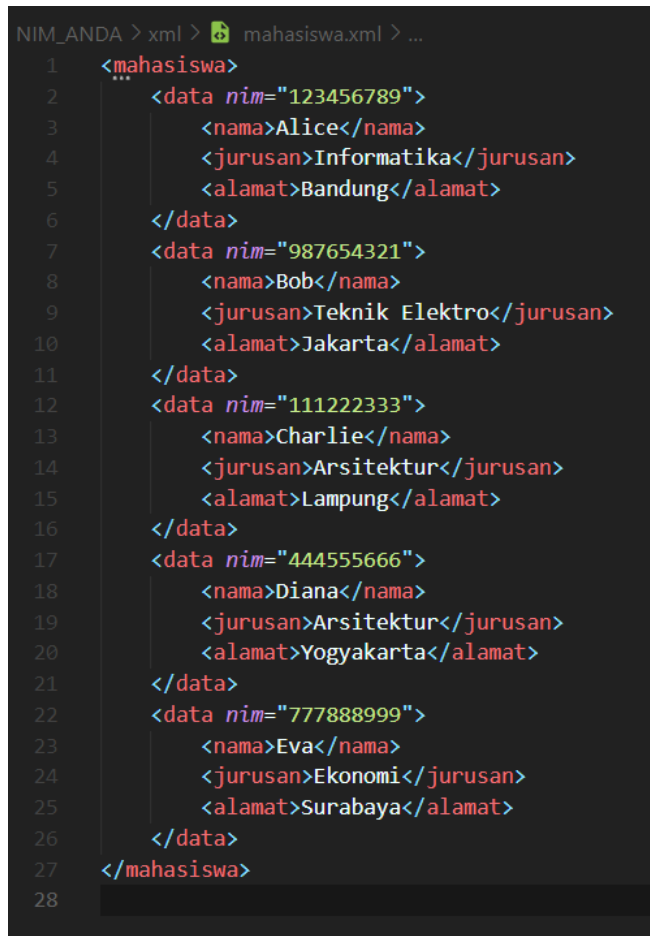 NIM_ANDA > xml > mahasiswa.xml > ...
1 <mahasiswa>
2 <data nim="123456789">
3 <nama>Alice</nama>
4 <jurusan>Informatika</jurusan>
5 <alamat>Bandung</alamat>
6 </data>
7 <data nim="987654321">
8 <nama>Bob</nama>
9 <jurusan>Teknik Elektro</jurusan>
10 <alamat>Jakarta</alamat>
11 </data>
12 <data nim="111222333">
13 <nama>Charlie</nama>
14 <jurusan>Arsitektur</jurusan>
15 <alamat>Lampung</alamat>
16 </data>
17 <data nim="444555666">
18 <nama>Diana</nama>
19 <jurusan>Arsitektur</jurusan>
20 <alamat>Yogyakarta</alamat>
21 </data>
22 <data nim="777888999">
23 <nama>Eva</nama>
24 <jurusan>Ekonomi</jurusan>
25 <alamat>Surabaya</alamat>
26 </data>
27 </mahasiswa>
28